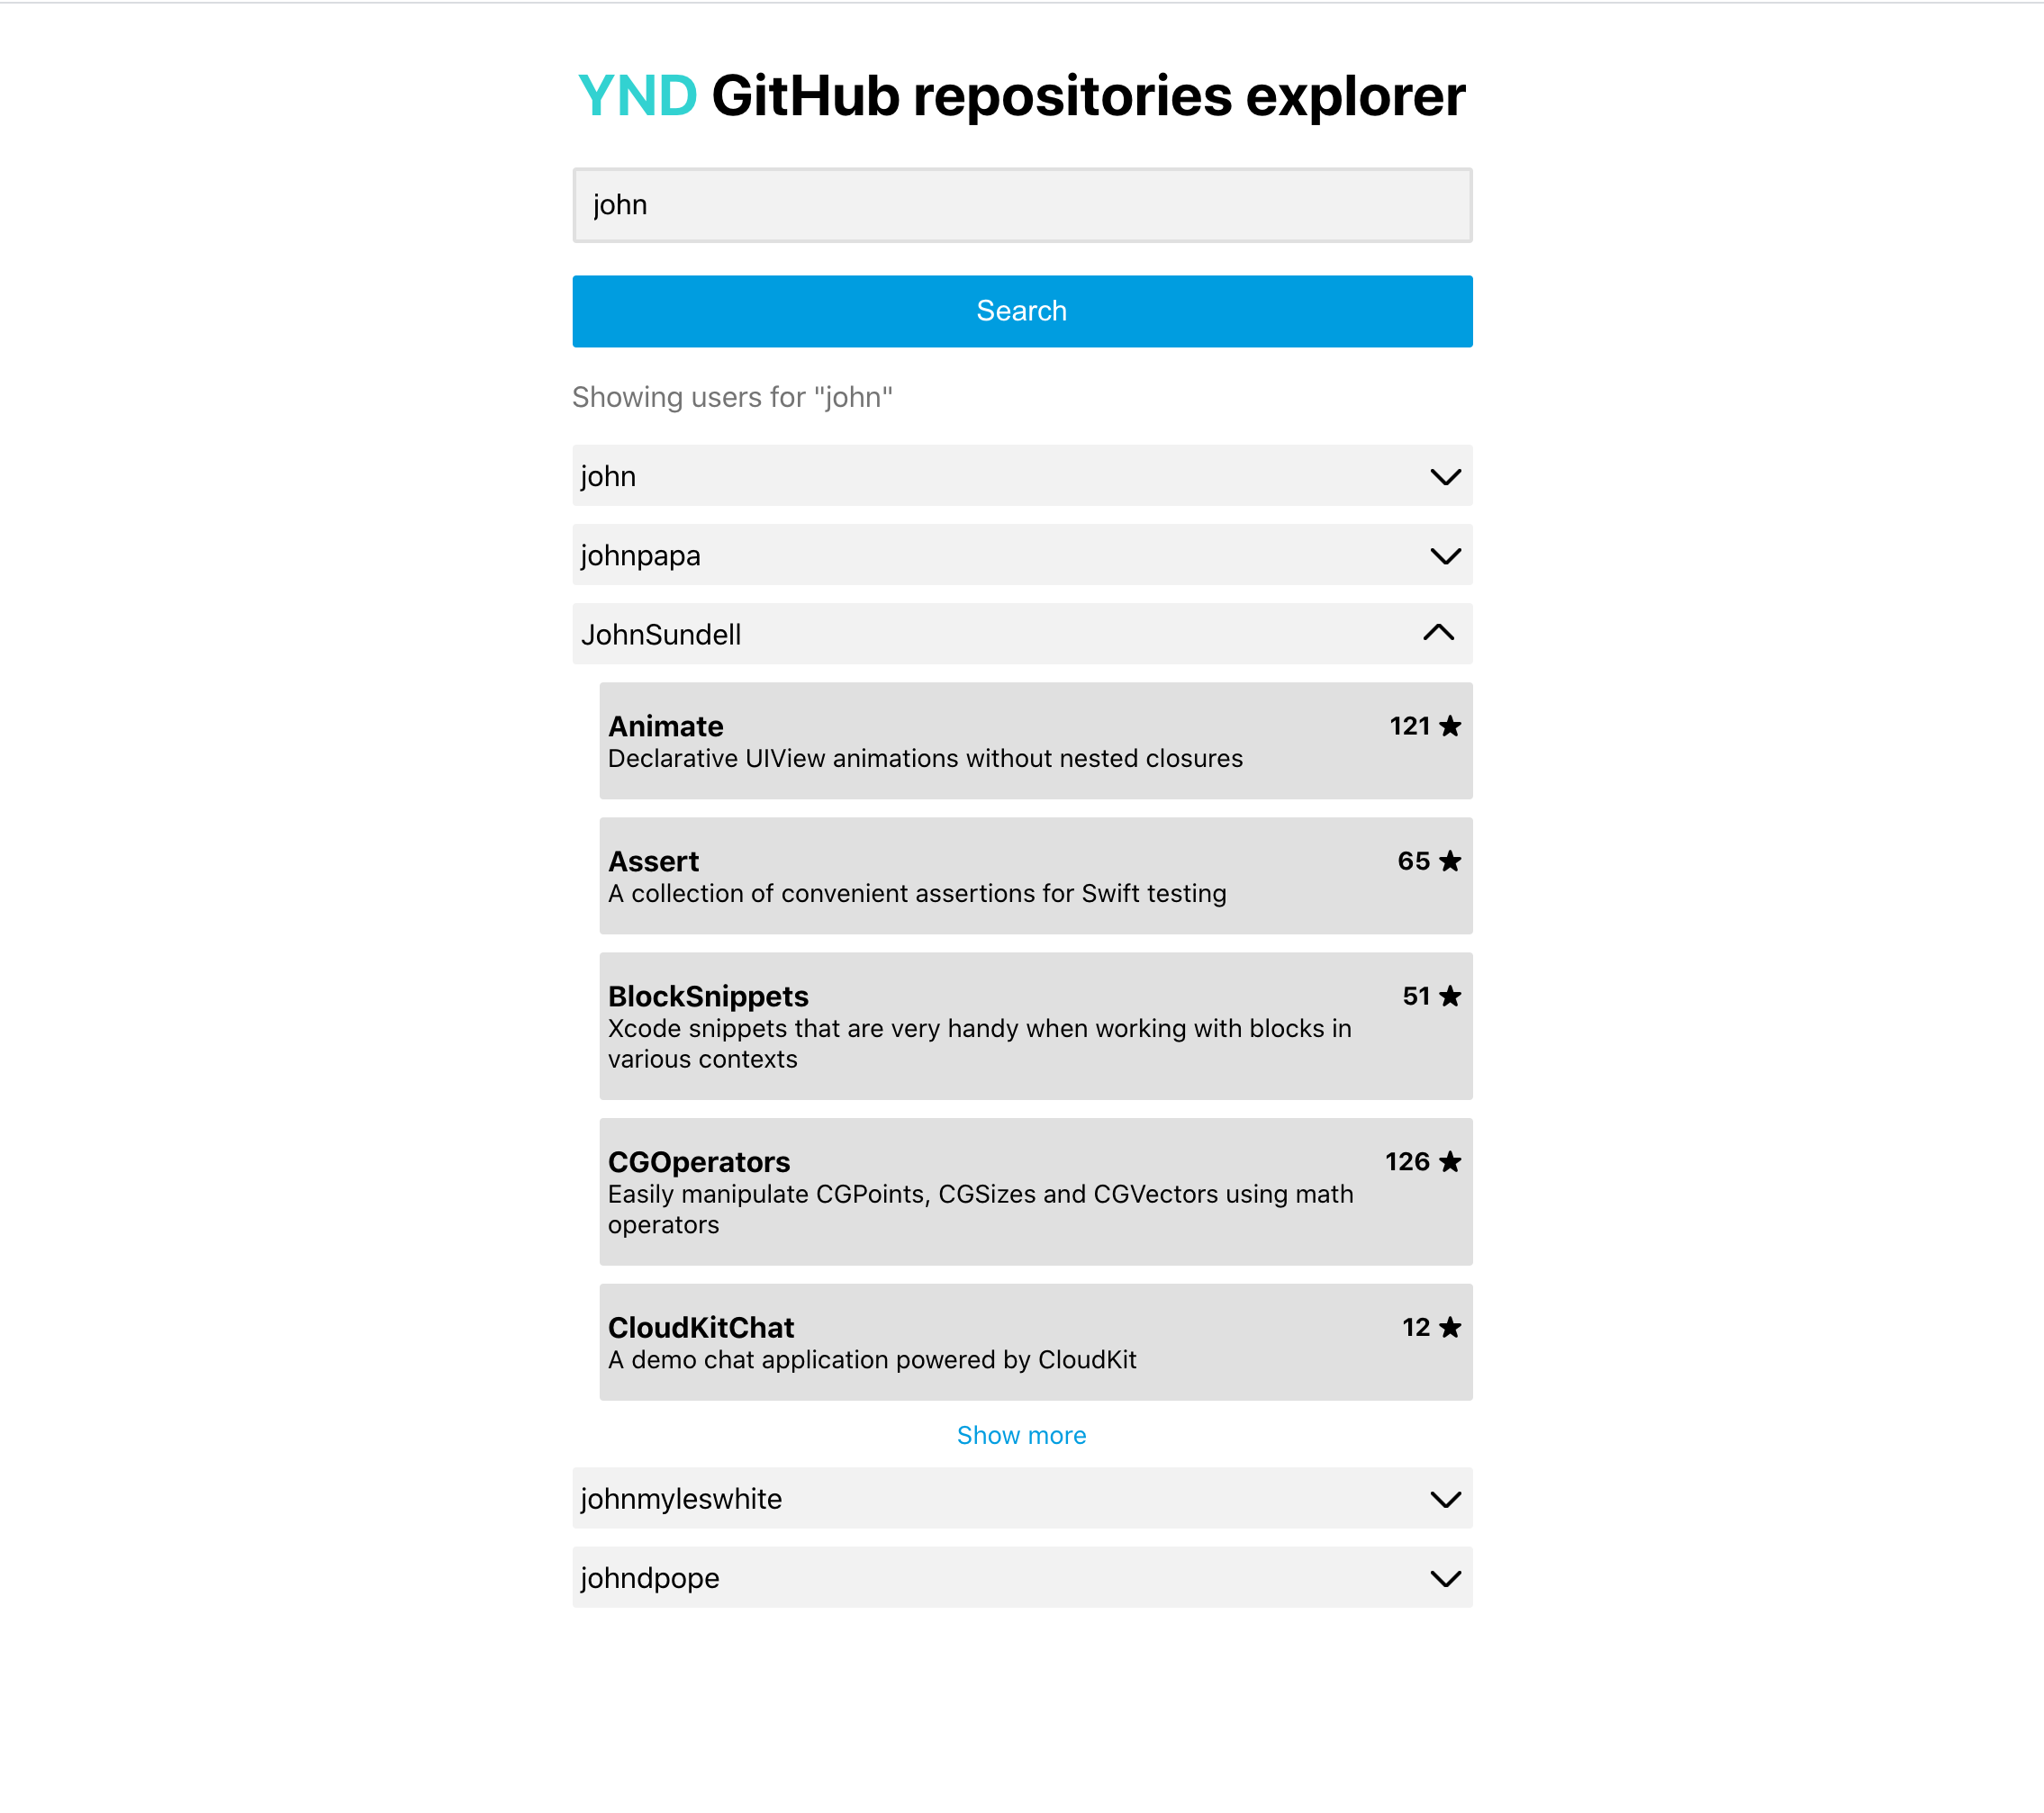 YND GitHub repositories explorer
john
Search
Showing users for "john"
john
johnpapa
JohnSundell
Animate 121 ★
Declarative UIView animations without nested closures
Assert 65 ★
A collection of convenient assertions for Swift testing
BlockSnippets 51 ★
Xcode snippets that are very handy when working with blocks in
various contexts
CGOperators 126 ★
Easily manipulate CGPoints, CGSizes and CGVectors using math
operators
CloudKitChat 12 ★
A demo chat application powered by CloudKit
Show more
johnmyleswhite
johndpope